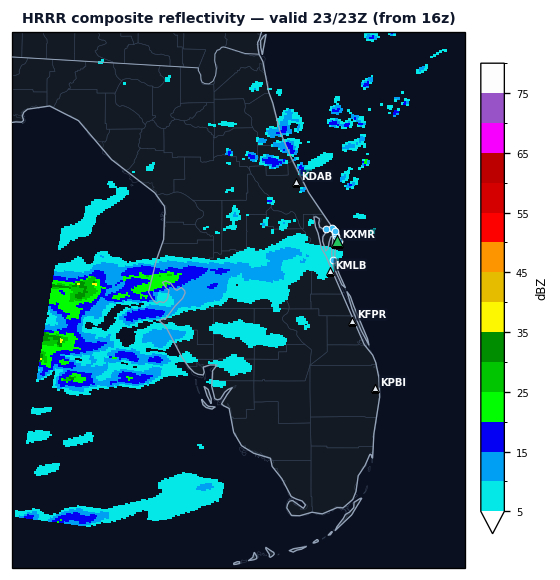 HRRR composite reflectivity — valid 23/23Z (from 16z)
KDAB
KXMR
KMLB
KFPR
KPBI
75
65
55
45
35
25
15
5
dBZ